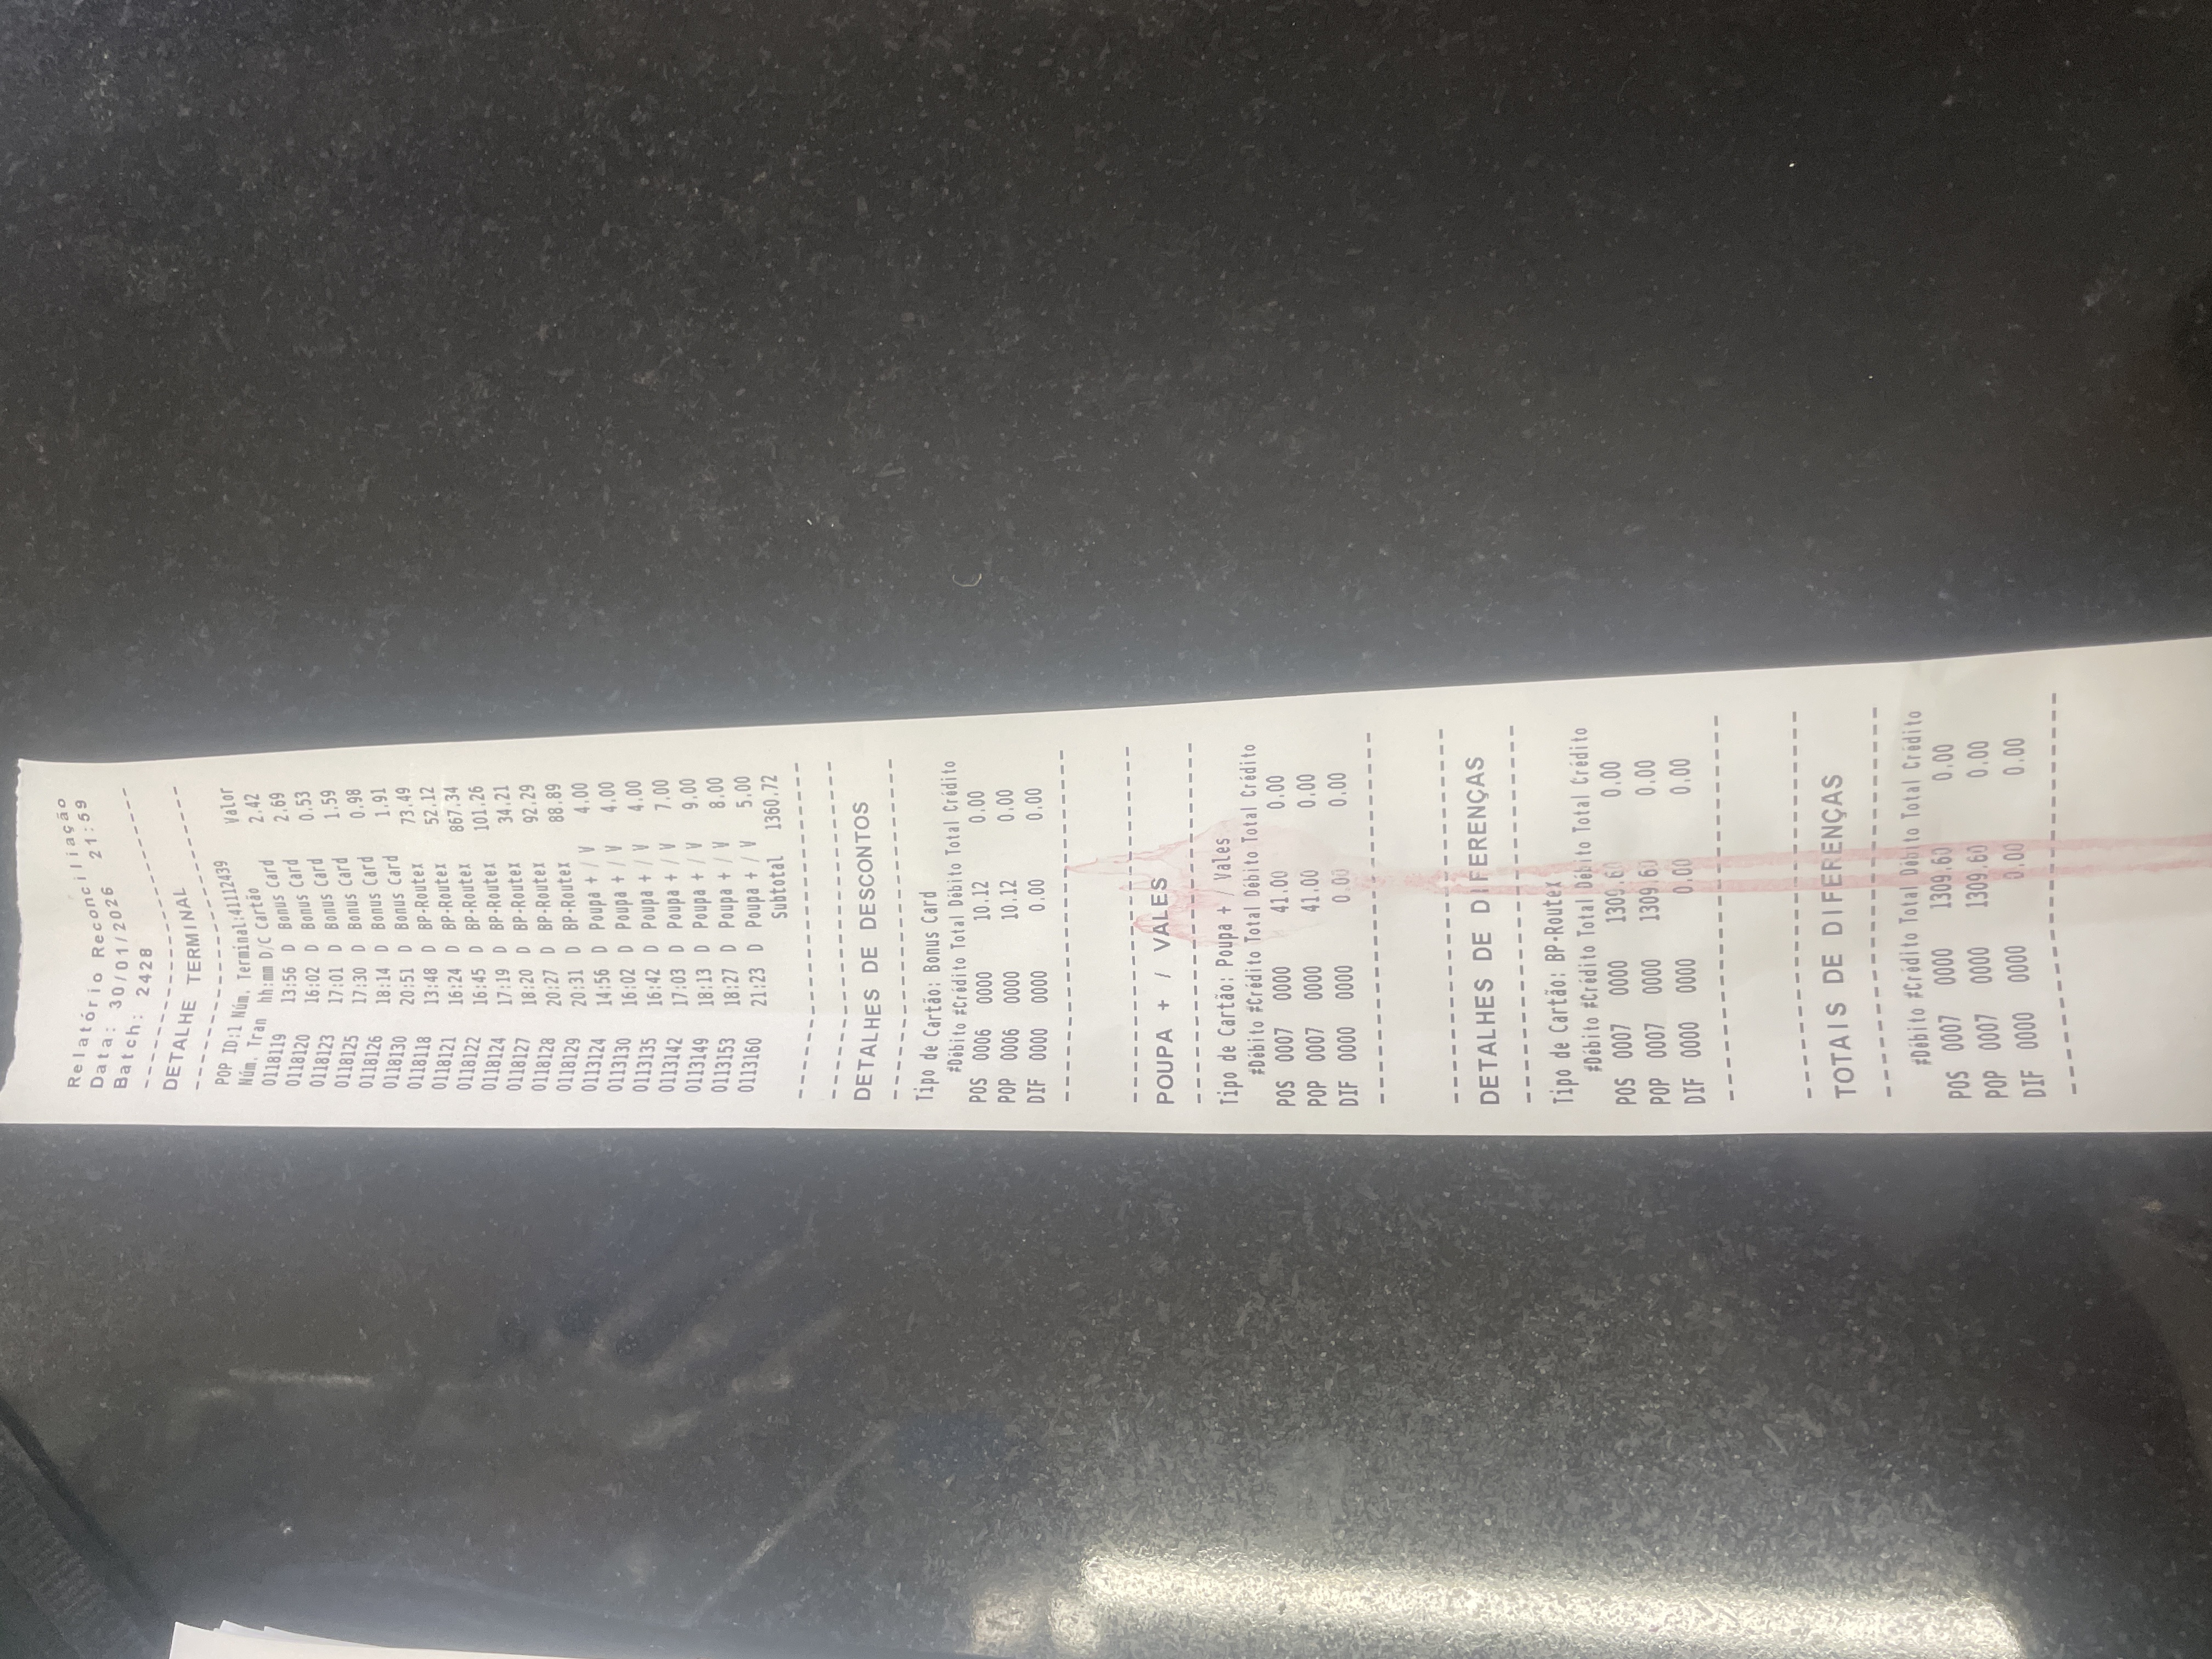 Relatório Reconciliação
Data: 30/01/2026 21:59
Batch: 2428
--------------------
DETALHE TERMINAL
--------------------
POP ID:1 Núm. Terminal:41112439
Núm. Tran hh:mm D/C Cartão Valor
0118119 13:56 D Bonus Card 2.42
0118120 16:02 D Bonus Card 2.69
0118123 17:01 D Bonus Card 0.53
0118125 17:30 D Bonus Card 1.59
0118126 18:14 D Bonus Card 0.98
0118130 20:51 D Bonus Card 1.91
0118118 13:48 D BP-Routex 73.49
0118121 16:24 D BP-Routex 52.12
0118122 16:45 D BP-Routex 867.34
0118124 17:19 D BP-Routex 101.26
0118127 18:20 D BP-Routex 34.21
0118128 20:27 D BP-Routex 92.29
0118129 20:31 D BP-Routex 88.89
0113124 14:56 D Poupa + / V 4.00
0113130 16:02 D Poupa + / V 4.00
0113135 16:42 D Poupa + / V 4.00
0113142 17:03 D Poupa + / V 7.00
0113149 18:13 D Poupa + / V 9.00
0113153 18:27 D Poupa + / V 8.00
0113160 21:23 D Poupa + / V 5.00
Subtotal 1360.72
--------------------
--------------------
DETALHES DE DESCONTOS
--------------------
Tipo de Cartão: Bonus Card
#Débito #Crédito Total Débito Total Crédito
POS 0006 0000 10.12 0.00
POP 0006 0000 10.12 0.00
DIF 0000 0000 0.00 0.00
--------------------
--------------------
POUPA + / VALES
--------------------
Tipo de Cartão: Poupa + / Vales
#Débito #Crédito Total Débito Total Crédito
POS 0007 0000 41.00 0.00
POP 0007 0000 41.00 0.00
DIF 0000 0000 0.00 0.00
--------------------
--------------------
DETALHES DE DIFERENÇAS
--------------------
Tipo de Cartão: BP-Routex
#Débito #Crédito Total Débito Total Crédito
POS 0007 0000 1309.60 0.00
POP 0007 0000 1309.60 0.00
DIF 0000 0000 0.00 0.00
--------------------
--------------------
TOTAIS DE DIFERENÇAS
--------------------
#Débito #Crédito Total Débito Total Crédito
POS 0007 0000 1309.60 0.00
POP 0007 0000 1309.60 0.00
DIF 0000 0000 0.00 0.00
--------------------